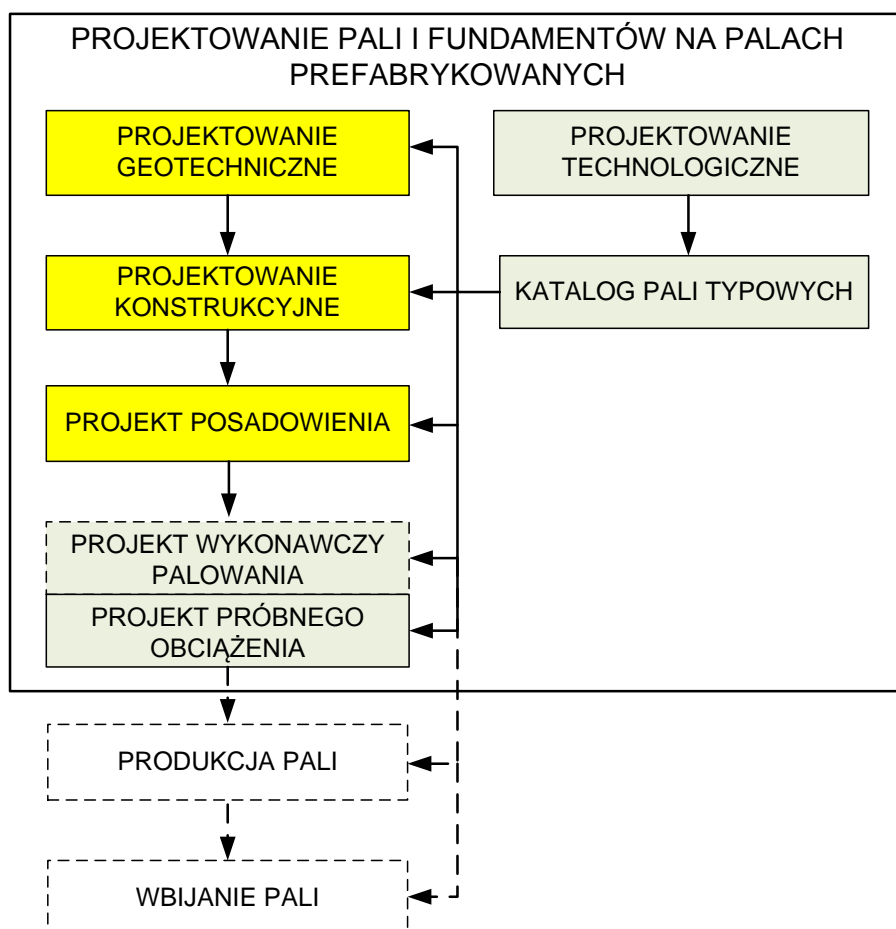 PROJEKTOWANIE PALI I FUNDAMENTÓW NA PALACH
PREFABRYKOWANYCH
PROJEKTOWANIE
GEOTECHNICZNE
PROJEKTOWANIE
TECHNOLOGICZNE
PROJEKTOWANIE
KONSTRUKCYJNE
KATALOG PALI TYPOWYCH
PROJEKT POSADOWIENIA
PROJEKT WYKONAWCZY
PALOWANIA
PROJEKT PRÓBNEGO
OBCIĄŻENIA
PRODUKCJA PALI
WBIJANIE PALI